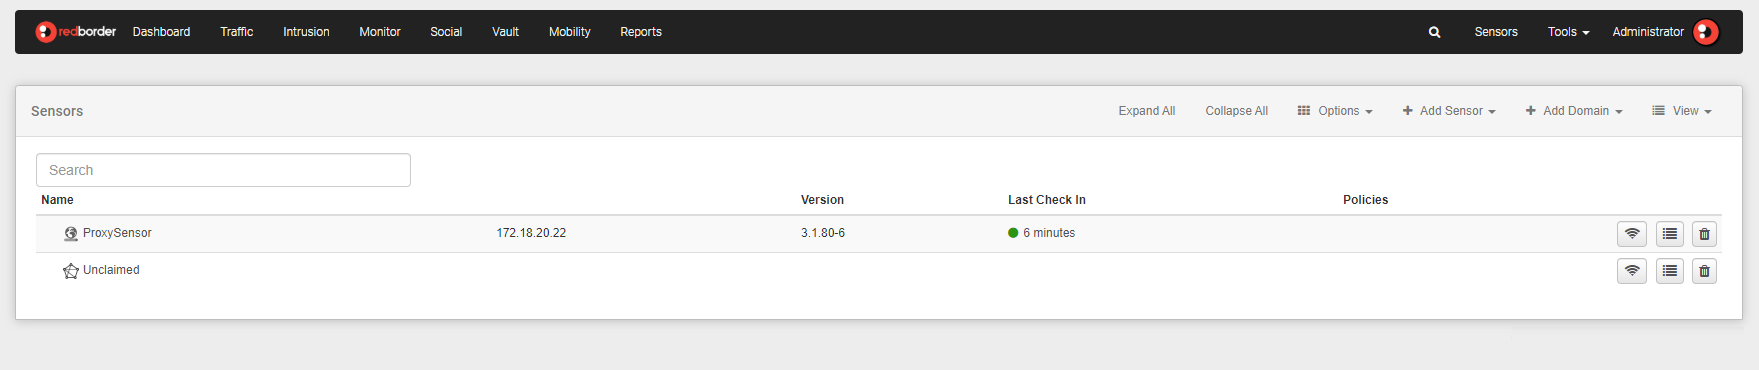 redborder Dashboard Traffic Intrusion Monitor Social Vault Mobility Reports Sensors Tools Administrator
Sensors Expand All Collapse All Options Add Sensor Add Domain View
Search
Name Version Last Check In Policies
ProxySensor 172.18.20.22 3.1.80-6 6 minutes
Unclaimed